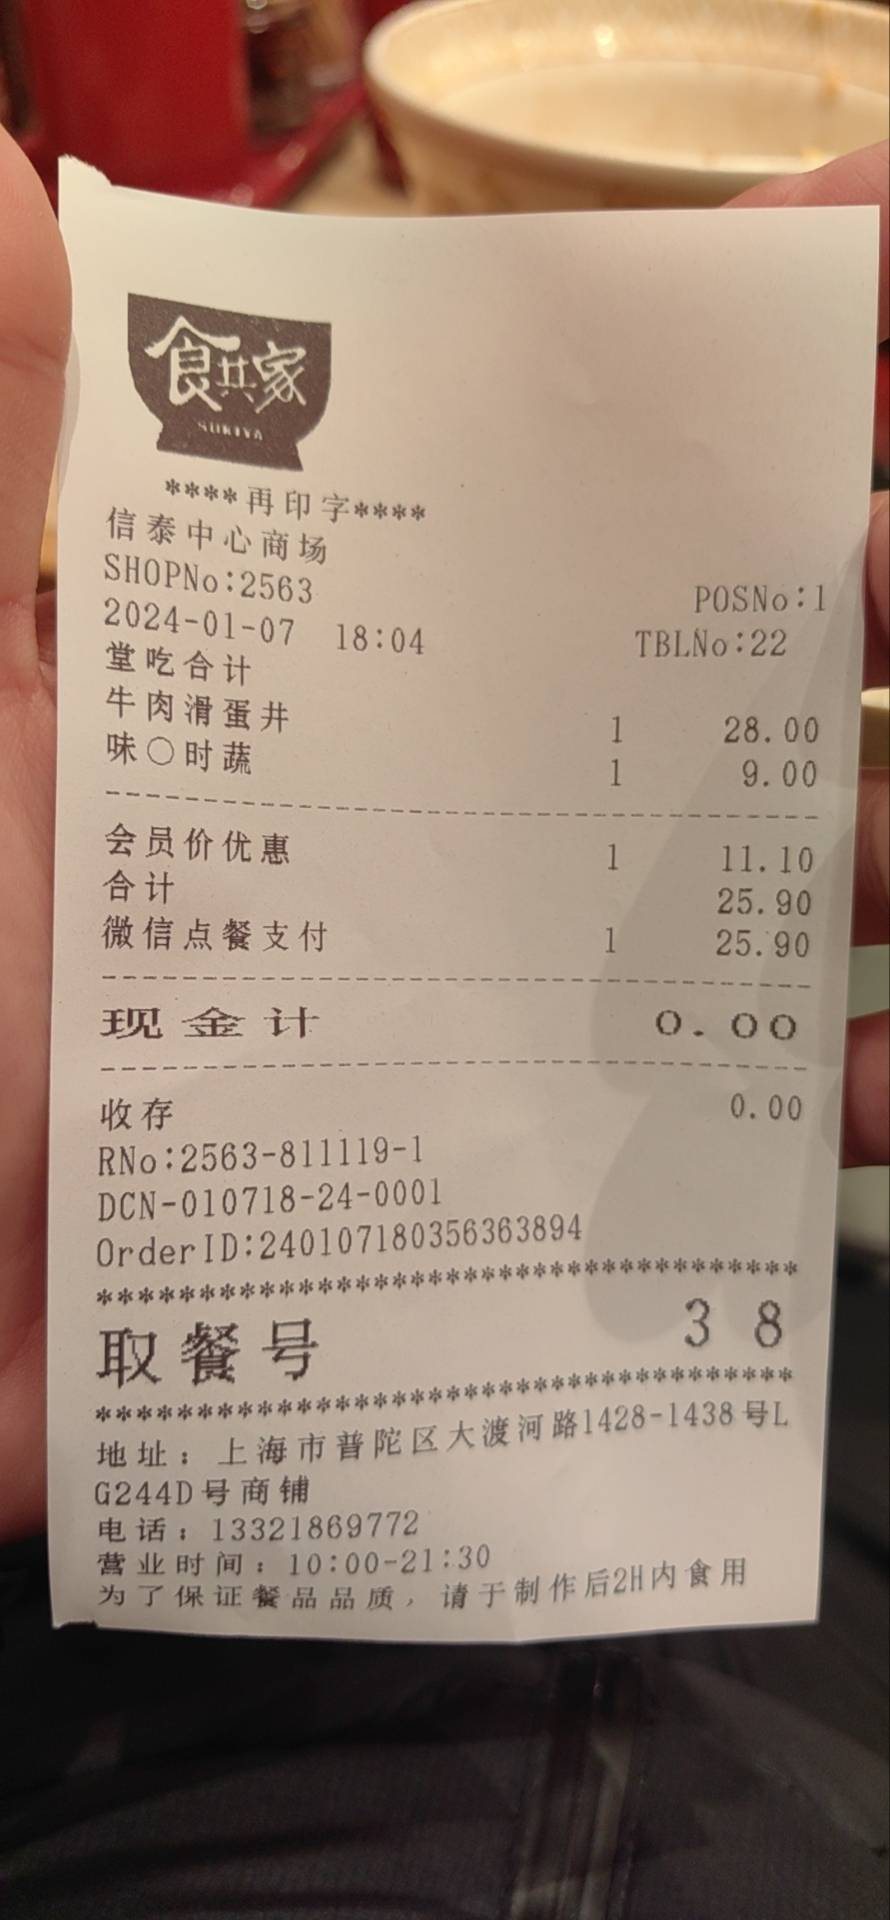 食其家
SUKIYA
****再印字****
信泰中心商场
SHOPNo:2563 POSNo:1
2024-01-07 18:04 TBLNo:22
堂吃合计
牛肉滑蛋井 1 28.00
味〇时蔬 1 9.00
会员价优惠 1 11.10
合计 25.90
微信点餐支付 1 25.90
现金计 0.00
收存 0.00
RNo:2563-811119-1
DCN-010718-24-0001
OrderID:240107180356363894
**********************************
取餐号 38
**********************************
地址：上海市普陀区大渡河路1428-1438号L
G244D号商铺
电话：13321869772
营业时间：10:00-21:30
为了保证餐品品质，请于制作后2H内食用